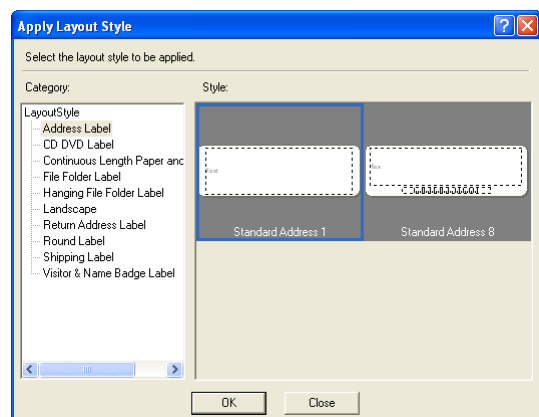 Apply Layout Style
Select the layout style to be applied.
Category:
Style:
LayoutStyle
Address Label
CD DVD Label
Continuous Length Paper anc
File Folder Label
Hanging File Folder Label
Landscape
Return Address Label
Round Label
Shipping Label
Visitor & Name Badge Label
Standard Address 1
Standard Address 8
OK
Close